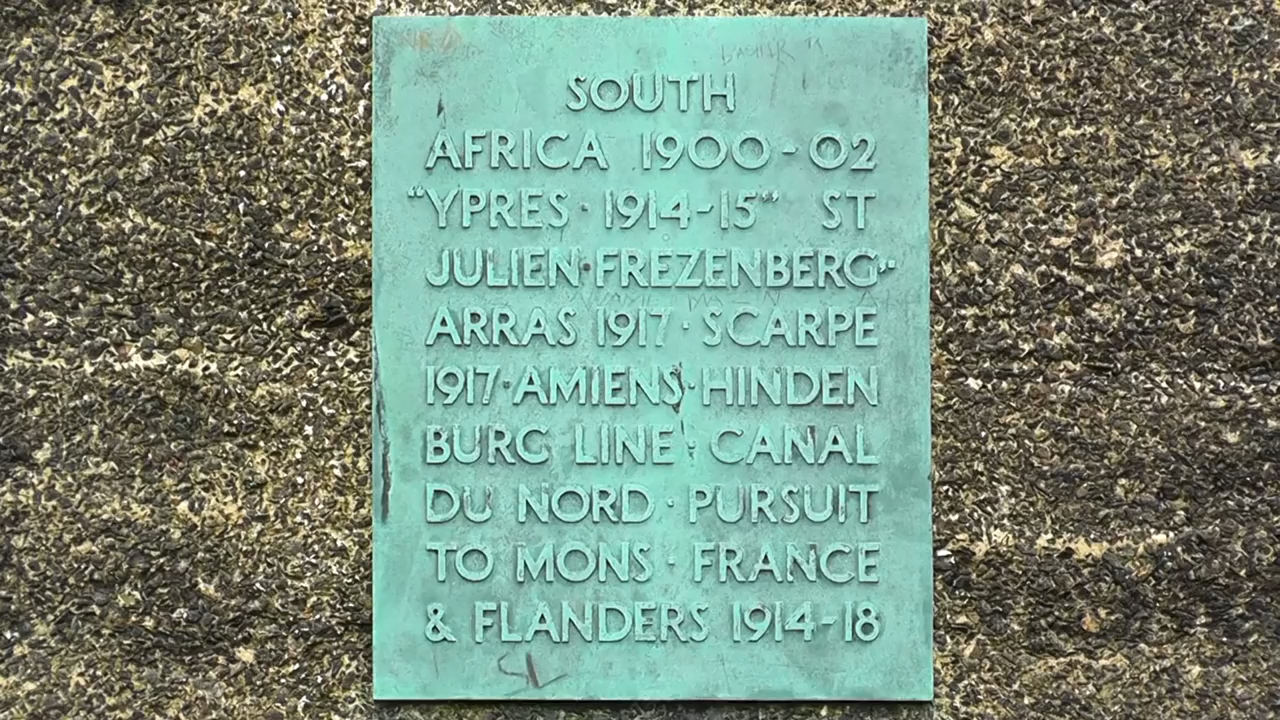 SOUTH
AFRICA 1900-02
“YPRES · 1914-15” ST
JULIEN·FREZENBERG”
ARRAS 1917 · SCARPE
1917·AMIENS·HINDEN
BURG LINE · CANAL
DU NORD · PURSUIT
TO MONS · FRANCE
& FLANDERS 1914-18